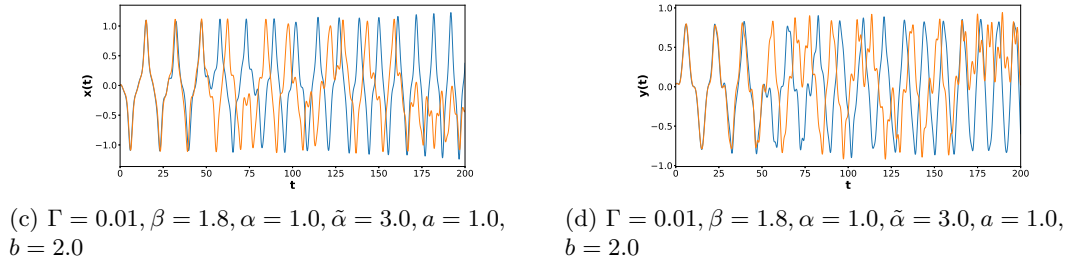 1.0
0.5
0.0
−0.5
−1.0
x(t)
0 25 50 75 100 125 150 175 200
t
1.0
0.5
0.0
−0.5
−1.0
y(t)
0 25 50 75 100 125 150 175 200
t
(c) Γ = 0.01, β = 1.8, α = 1.0, α̃ = 3.0, a = 1.0,
b = 2.0
(d) Γ = 0.01, β = 1.8, α = 1.0, α̃ = 3.0, a = 1.0,
b = 2.0